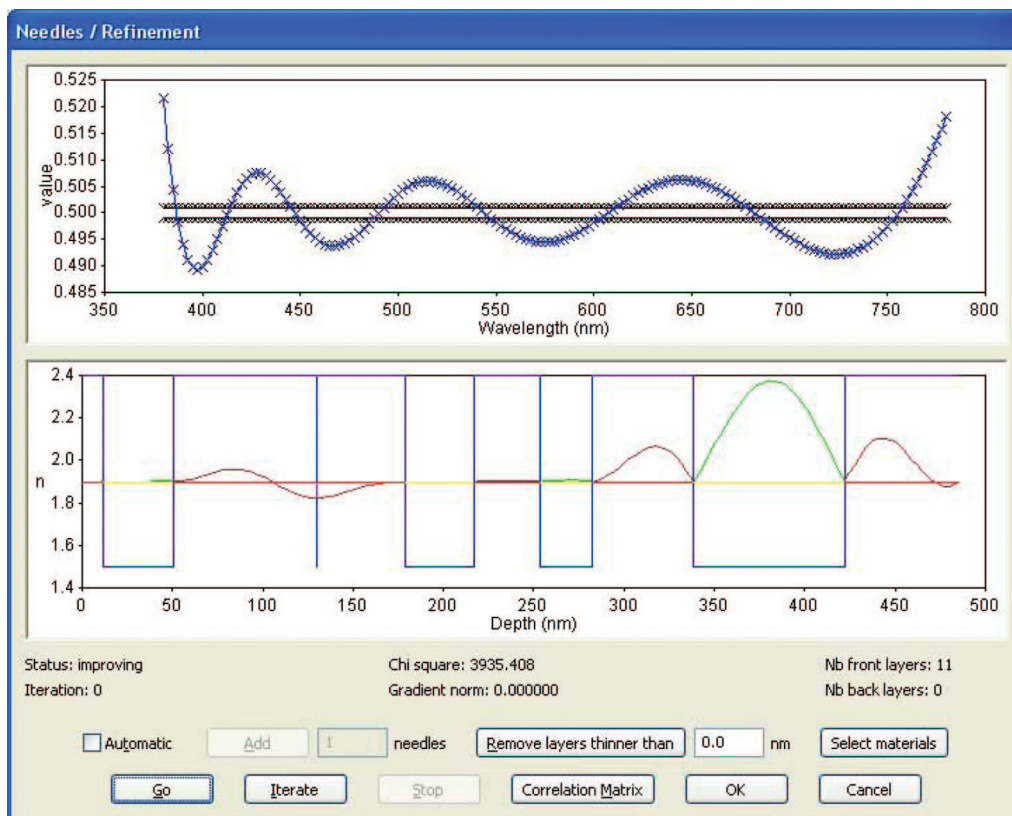 Needles / Refinement
0.525
0.520
0.515
0.510
0.505
0.500
0.495
0.490
0.485
value
350 400 450 500 550 600 650 700 750 800
Wavelength (nm)
2.4
2.2
2.0
n
1.8
1.6
1.4
0 50 100 150 200 250 300 350 400 450 500
Depth (nm)
Status: improving Chi square: 3935.408 Nb front layers: 11
Iteration: 0 Gradient norm: 0.000000 Nb back layers: 0
Automatic Add 1 needles Remove layers thinner than 0.0 nm Select materials
Go Iterate Stop Correlation Matrix OK Cancel